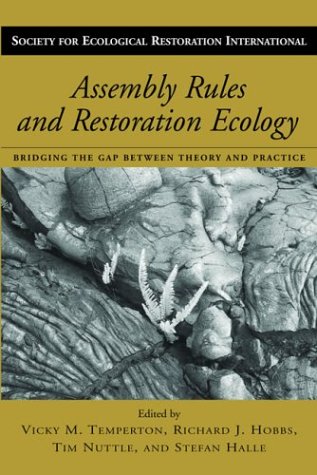 SOCIETY FOR ECOLOGICAL RESTORATION INTERNATIONAL
Assembly Rules
and Restoration Ecology
BRIDGING THE GAP BETWEEN THEORY AND PRACTICE
Edited by
VICKY M. TEMPERTON, RICHARD J. HOBBS,
TIM NUTTLE, AND STEFAN HALLE